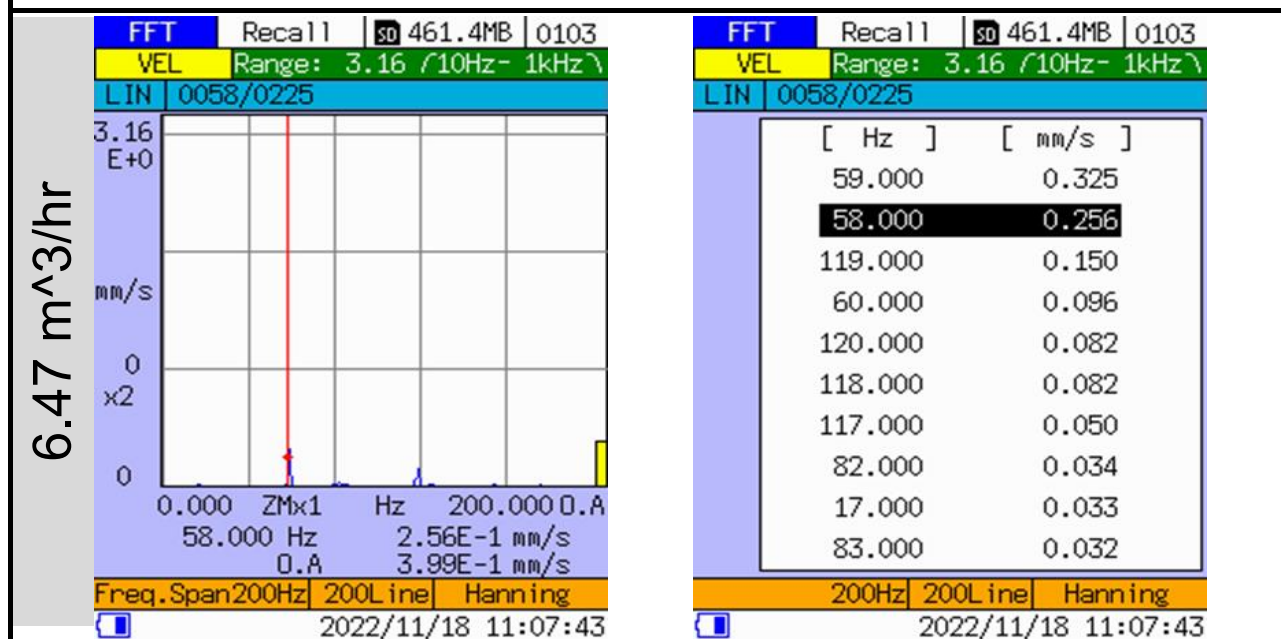 6.47 m^3/hr
FFT Recall SD 461.4MB 0103
VEL Range: 3.16 /10Hz- 1kHz\
LIN 0058/0225
3.16
E+0
mm/s
0
x2
0
0.000 ZMx1 Hz 200.000 O.A
58.000 Hz 2.56E-1 mm/s
O.A 3.99E-1 mm/s
Freq.Span200Hz 200Line Hanning
2022/11/18 11:07:43
FFT Recall SD 461.4MB 0103
VEL Range: 3.16 /10Hz- 1kHz\
LIN 0058/0225
[ Hz ] [ mm/s ]
59.000 0.325
58.000 0.256
119.000 0.150
60.000 0.096
120.000 0.082
118.000 0.082
117.000 0.050
82.000 0.034
17.000 0.033
83.000 0.032
200Hz 200Line Hanning
2022/11/18 11:07:43